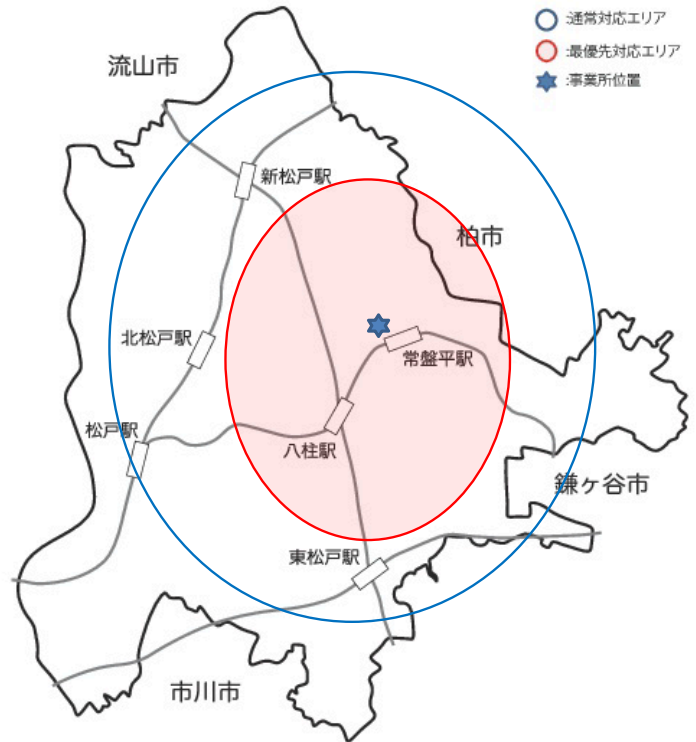 :通常対応エリア
:最優先対応エリア
:事業所位置
流山市
新松戸駅
柏市
北松戸駅
常盤平駅
松戸駅
八柱駅
鎌ヶ谷市
東松戸駅
市川市